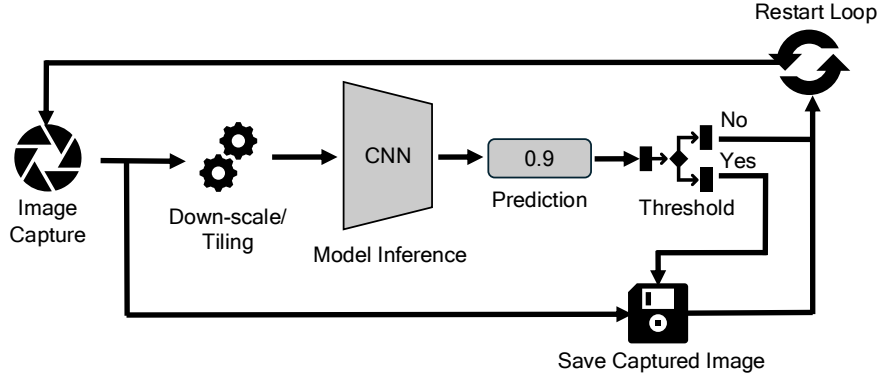 Restart Loop
No
CNN
0.9
Yes
Image
Capture
Down-scale/
Tiling
Prediction
Threshold
Model Inference
Save Captured Image